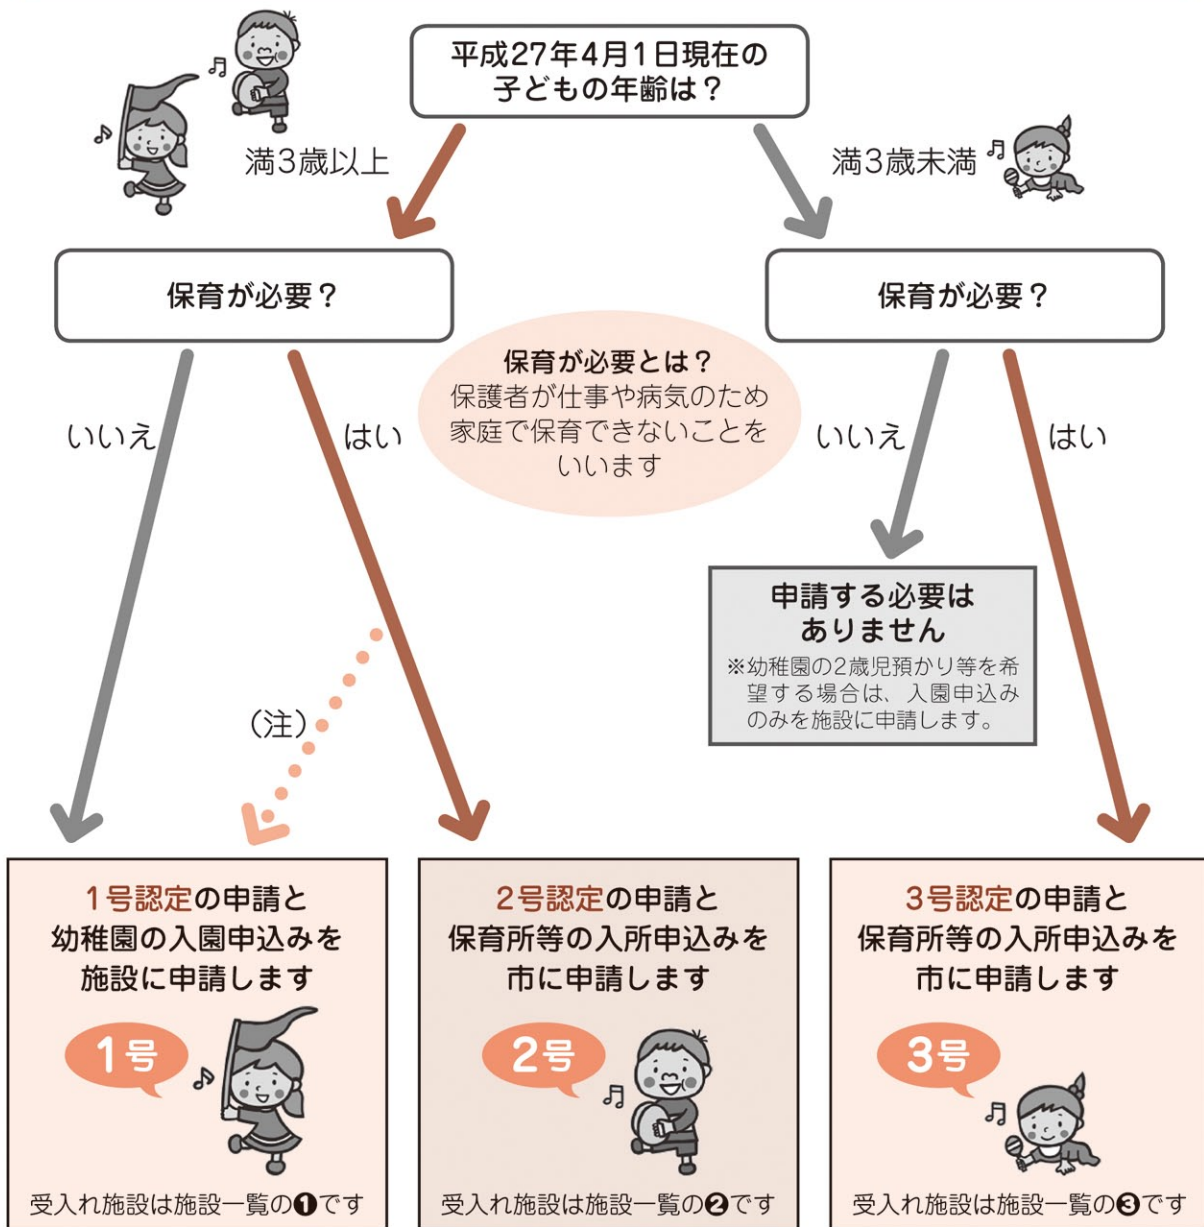 平成27年4月1日現在の
子どもの年齢は？
満3歳以上
満3歳未満
保育が必要？
保育が必要？
保育が必要とは？
保護者が仕事や病気のため
家庭で保育できないことを
いいます
いいえ
はい
いいえ
はい
申請する必要は
ありません
※幼稚園の2歳児預かり等を希
望する場合は、入園申込み
のみを施設に申請します。
(注)
1号認定の申請と
幼稚園の入園申込みを
施設に申請します
1号
受入れ施設は施設一覧の❶です
2号認定の申請と
保育所等の入所申込みを
市に申請します
2号
受入れ施設は施設一覧の❷です
3号認定の申請と
保育所等の入所申込みを
市に申請します
3号
受入れ施設は施設一覧の❸です